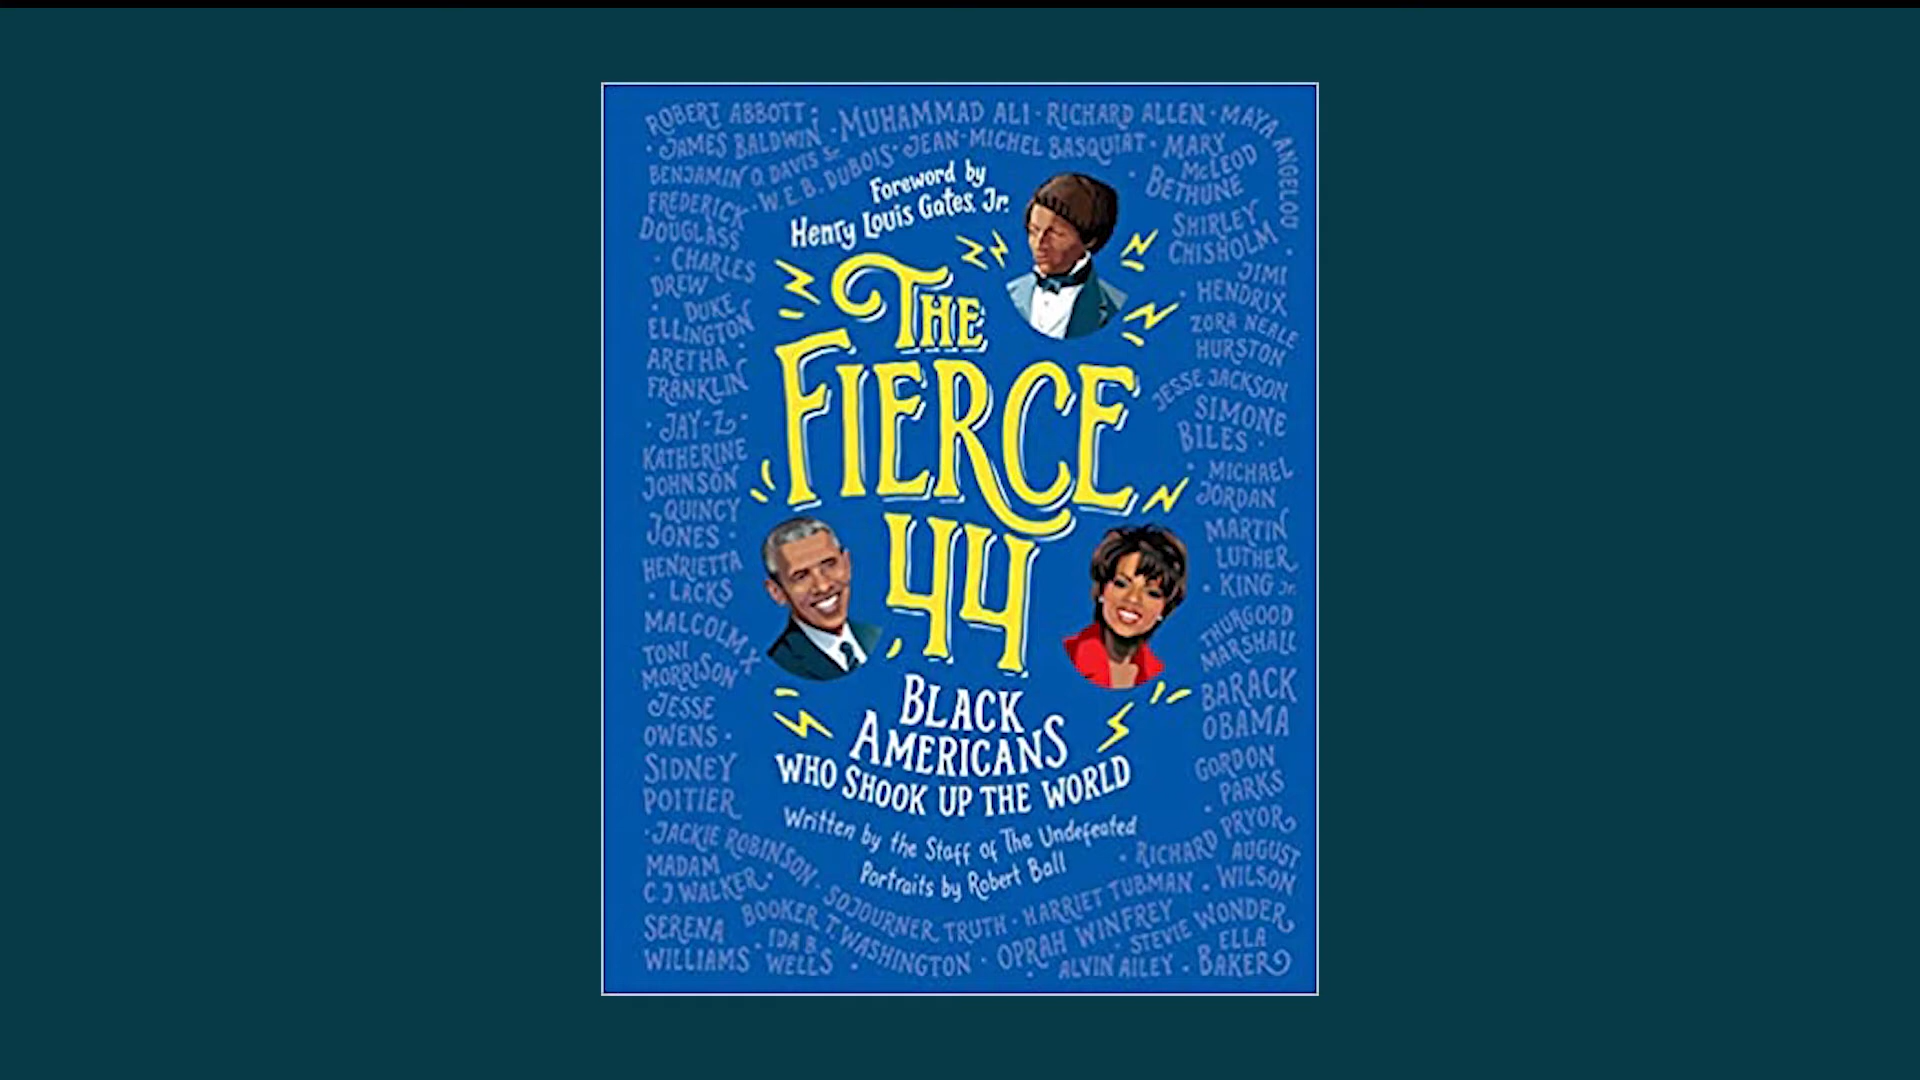 ROBERT ABBOTT · MUHAMMAD ALI · RICHARD ALLEN · MAYA ANGELOU
· JAMES BALDWIN · JEAN-MICHEL BASQUIAT · MARY
McLEOD
BETHUNE
BENJAMIN O. DAVIS Sr.
· W.E.B. DUBOIS ·
FREDERICK
DOUGLASS
· CHARLES
DREW
· DUKE
ELLINGTON ·
ARETHA
FRANKLIN
· JAY-Z ·
KATHERINE
JOHNSON
· QUINCY
JONES ·
HENRIETTA
· LACKS
MALCOLM X
TONI
MORRISON
JESSE
OWENS ·
SIDNEY
POITIER
· JACKIE ROBINSON ·
MADAM
C.J. WALKER ·
SERENA
WILLIAMS
Foreword by
Henry Louis Gates, Jr.
THE
FIERCE
44
BLACK
AMERICANS
WHO SHOOK UP THE WORLD
Written by the Staff of The Undefeated
Portraits by Robert Ball
SHIRLEY
CHISHOLM ·
JIMI
· HENDRIX
ZORA NEALE
HURSTON
JESSE JACKSON
SIMONE
BILES ·
· MICHAEL
JORDAN
MARTIN
LUTHER
· KING Jr.
THURGOOD
MARSHALL
BARACK
OBAMA
GORDON
PARKS
· RICHARD PRYOR
AUGUST
· WILSON
SOJOURNER TRUTH · HARRIET TUBMAN
BOOKER T. WASHINGTON · OPRAH WINFREY
· IDA B.
WELLS ·
· STEVIE WONDER
ELLA
BAKER
· ALVIN AILEY ·